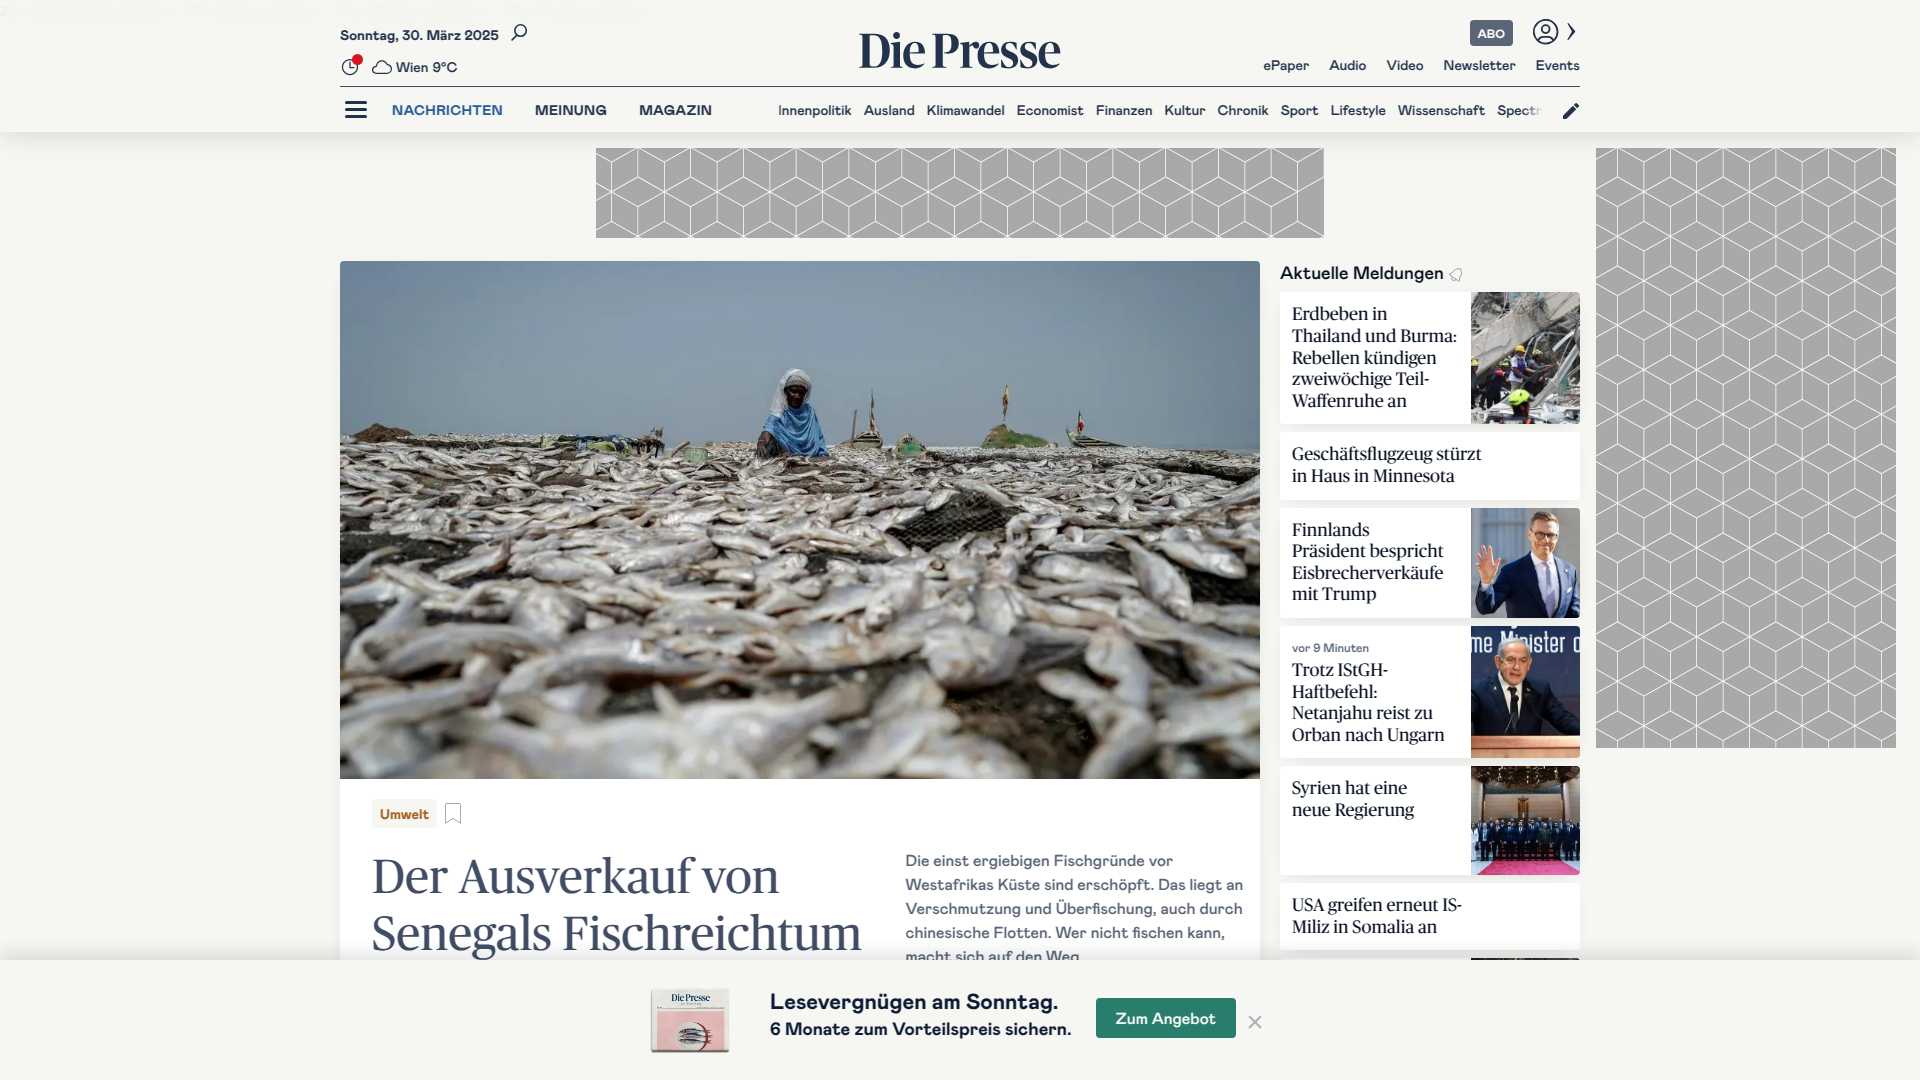 Sonntag, 30. März 2025
Wien 9°C
Die Presse
ABO
ePaper Audio Video Newsletter Events
NACHRICHTEN MEINUNG MAGAZIN
Innenpolitik Ausland Klimawandel Economist Finanzen Kultur Chronik Sport Lifestyle Wissenschaft Spectr
Aktuelle Meldungen
Erdbeben in
Thailand und Burma:
Rebellen kündigen
zweiwöchige Teil-
Waffenruhe an
Geschäftsflugzeug stürzt
in Haus in Minnesota
Finnlands
Präsident bespricht
Eisbrecherverkäufe
mit Trump
vor 9 Minuten
Trotz IStGH-
Haftbefehl:
Netanjahu reist zu
Orban nach Ungarn
me Minister o
Syrien hat eine
neue Regierung
USA greifen erneut IS-
Miliz in Somalia an
Umwelt
Der Ausverkauf von
Senegals Fischreichtum
Die einst ergiebigen Fischgründe vor
Westafrikas Küste sind erschöpft. Das liegt an
Verschmutzung und Überfischung, auch durch
chinesische Flotten. Wer nicht fischen kann,
macht sich auf den Weg
Die Presse
Lesevergnügen am Sonntag.
6 Monate zum Vorteilspreis sichern.
Zum Angebot